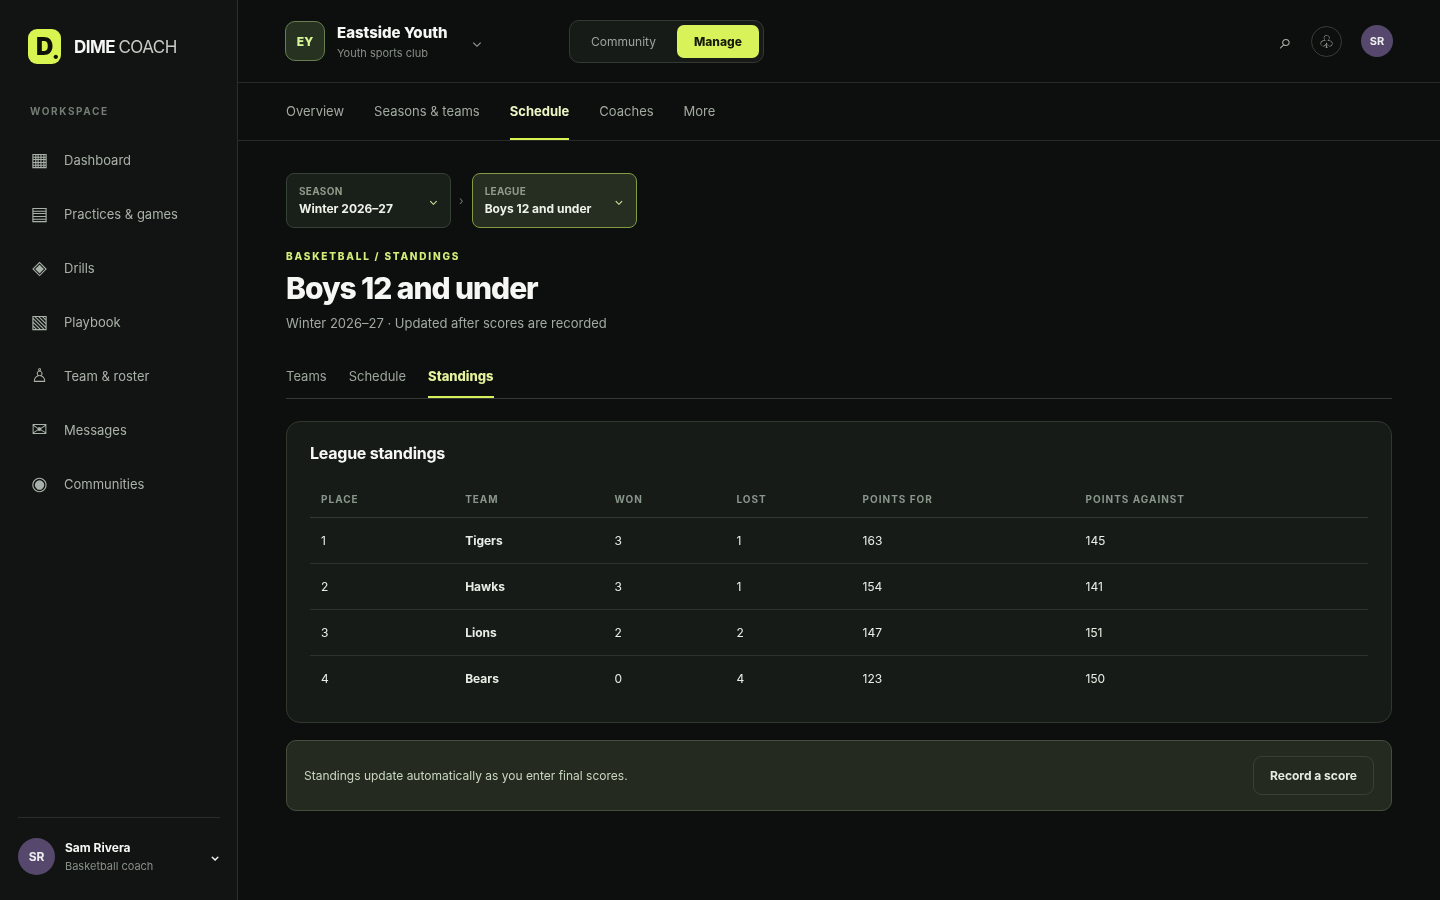 D.
DIME COACH
WORKSPACE
Dashboard
Practices & games
Drills
Playbook
Team & roster
Messages
Communities
SR
Sam Rivera
Basketball coach
EY
Eastside Youth
Youth sports club
Community
Manage
SR
Overview
Seasons & teams
Schedule
Coaches
More
SEASON
Winter 2026–27
›
LEAGUE
Boys 12 and under
BASKETBALL / STANDINGS
Boys 12 and under
Winter 2026–27 · Updated after scores are recorded
Teams
Schedule
Standings
League standings
PLACE TEAM WON LOST POINTS FOR POINTS AGAINST
1 Tigers 3 1 163 145
2 Hawks 3 1 154 141
3 Lions 2 2 147 151
4 Bears 0 4 123 150
Standings update automatically as you enter final scores.
Record a score